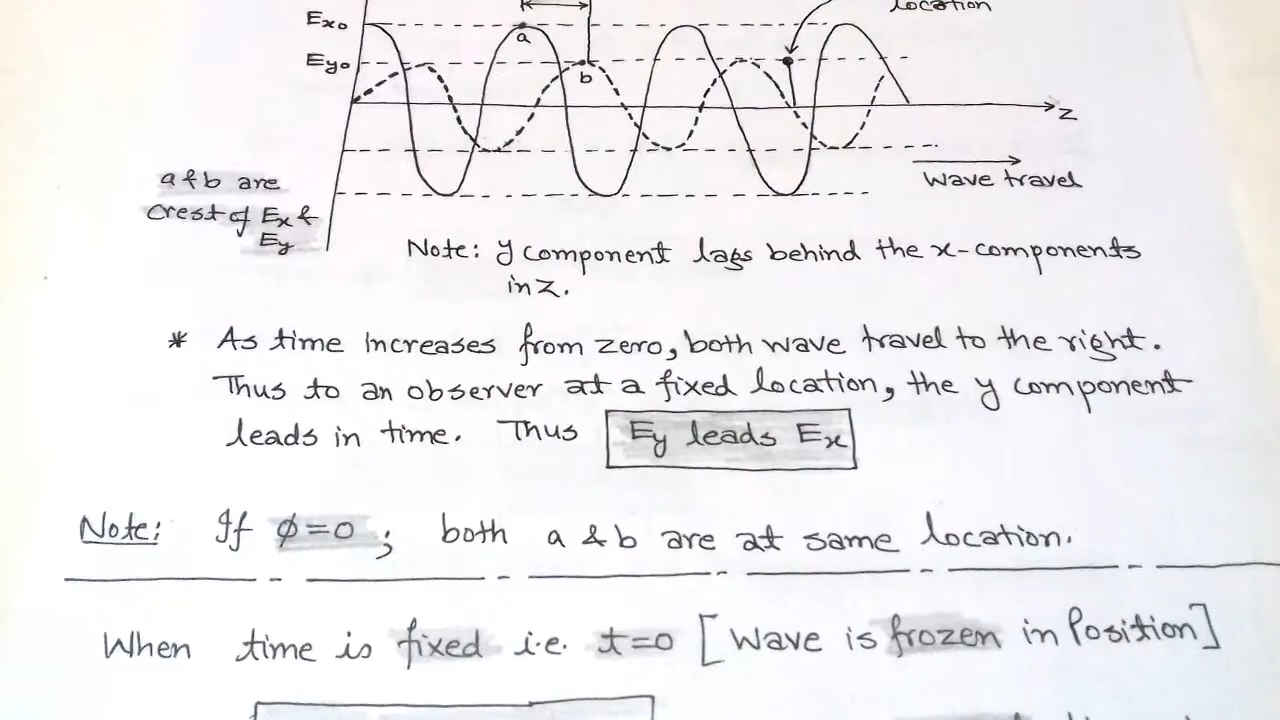 location
Exo
Eyo
a
b
z
Wave travel
a & b are
crest of Ex &
Ey
Note: y component lags behind the x-components
in z.
* As time increases from zero, both wave travel to the right.
Thus to an observer at a fixed location, the y component
leads in time. Thus Ey leads Ex
Note: If ϕ=0; both a & b are at same location.
When time is fixed i.e. t=0 [Wave is frozen in Position]